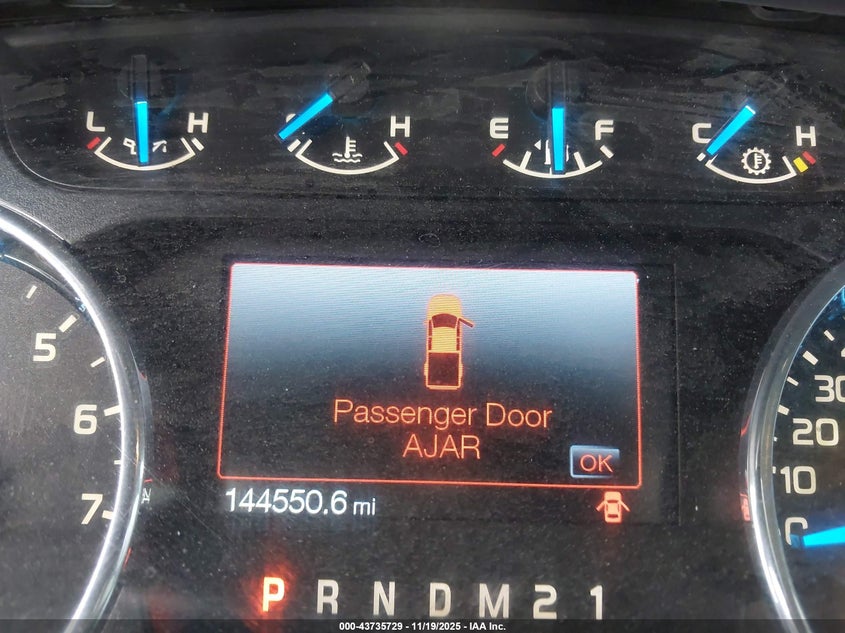 L H H E F C H
5
6
7
Passenger Door
AJAR
OK
144550.6 mi
30
20
10
0
P R N D M 2 1
000-43735729 - 11/19/2025 - IAA Inc.